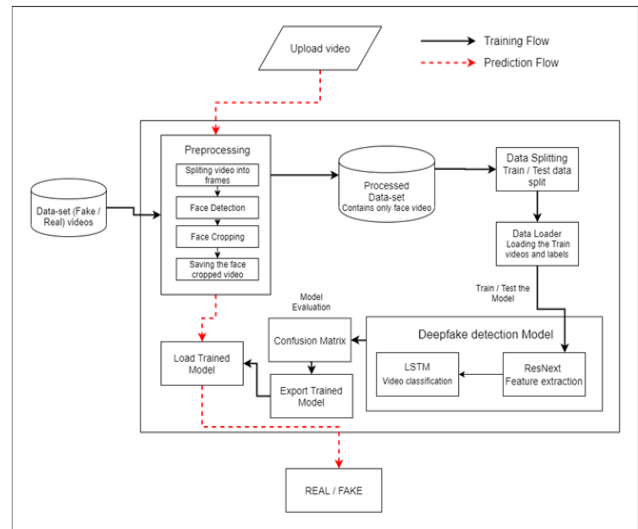 Upload video
Training Flow
Prediction Flow
Preprocessing
Spliting video into
frames
Face Detection
Face Cropping
Saving the face
cropped video
Data-set (Fake /
Real) videos
Processed
Data-set
Contains only face video
Data Splitting
Train / Test data
split
Data Loader
Loading the Train
videos and labels
Train / Test the
Model
Model
Evaluation
Deepfake detection Model
Confusion Matrix
LSTM
Video classification
ResNext
Feature extraction
Load Trained
Model
Export Trained
Model
REAL / FAKE